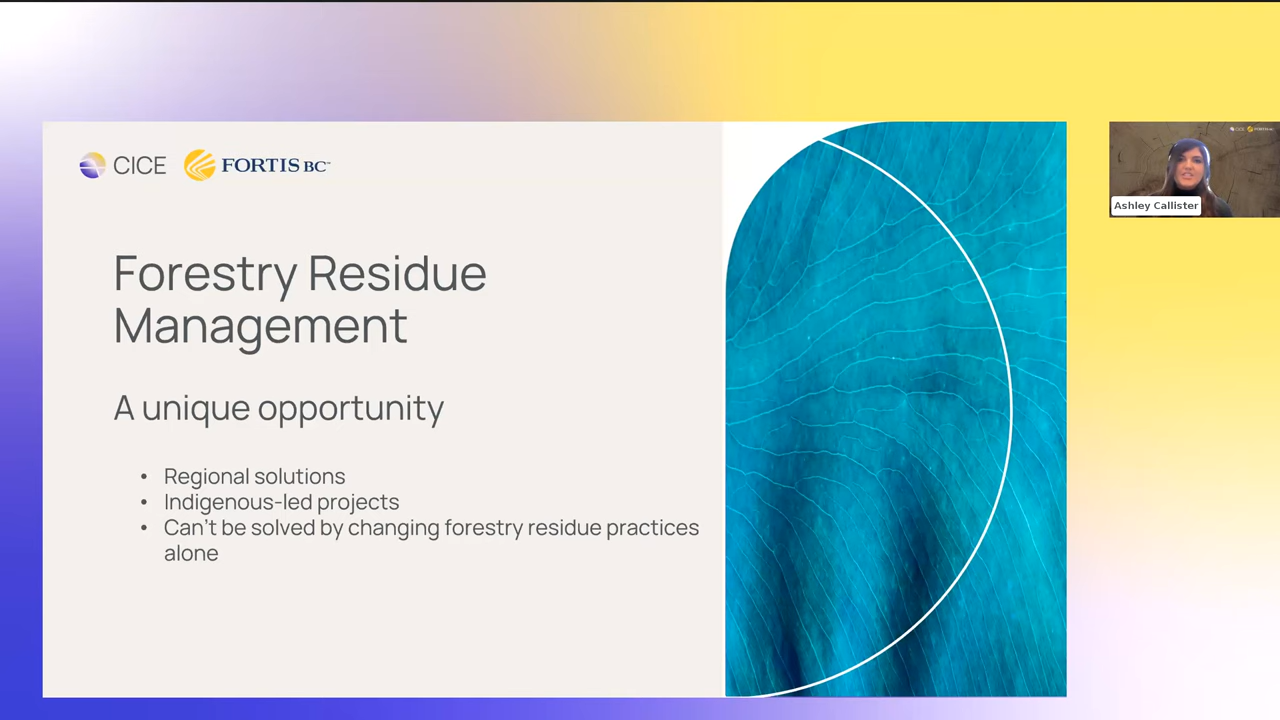 CICE FORTIS BC™
Forestry Residue
Management
A unique opportunity
• Regional solutions
• Indigenous-led projects
• Can't be solved by changing forestry residue practices
alone
Ashley Callister